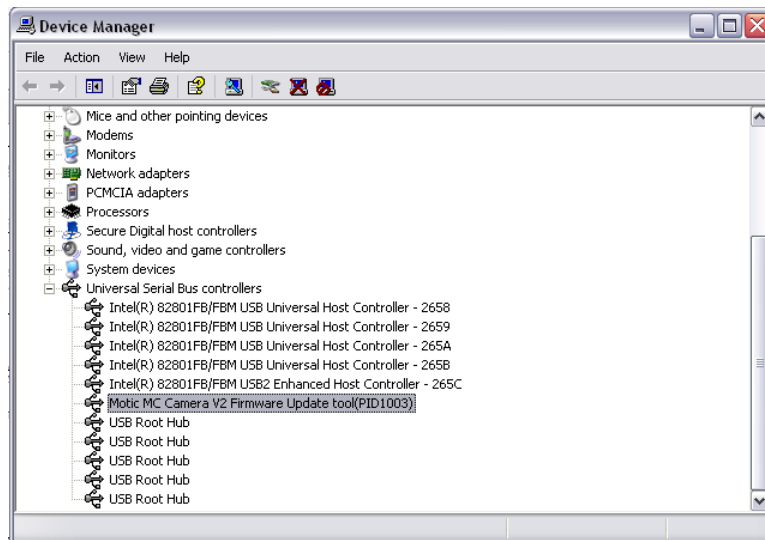 Device Manager
File Action View Help
Mice and other pointing devices
Modems
Monitors
Network adapters
PCMCIA adapters
Processors
Secure Digital host controllers
Sound, video and game controllers
System devices
Universal Serial Bus controllers
Intel(R) 82801FB/FBM USB Universal Host Controller - 2658
Intel(R) 82801FB/FBM USB Universal Host Controller - 2659
Intel(R) 82801FB/FBM USB Universal Host Controller - 265A
Intel(R) 82801FB/FBM USB Universal Host Controller - 265B
Intel(R) 82801FB/FBM USB2 Enhanced Host Controller - 265C
Motic MC Camera V2 Firmware Update tool(PID1003)
USB Root Hub
USB Root Hub
USB Root Hub
USB Root Hub
USB Root Hub